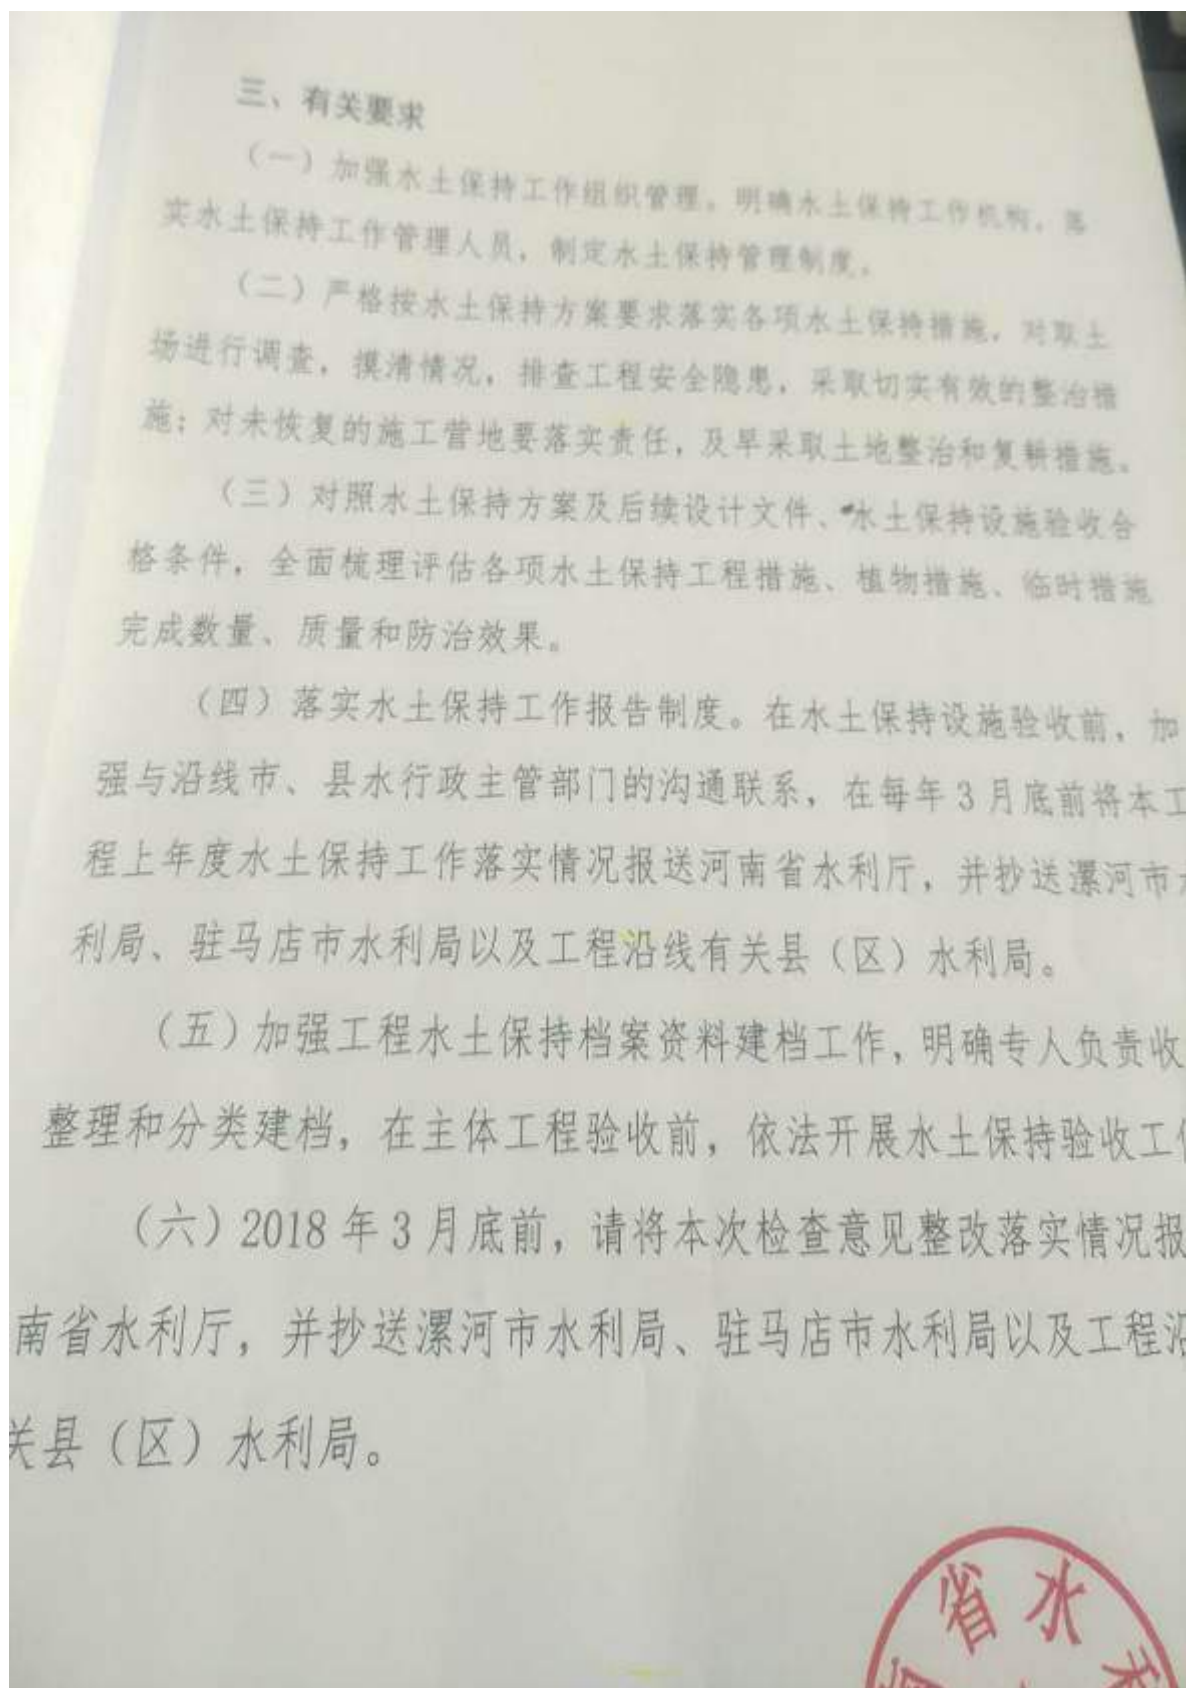 三、有关要求
（一）加强水土保持工作组织管理。明确水土保持工作机构，落
实水土保持工作管理人员，制定水土保持管理制度。
（二）严格按水土保持方案要求落实各项水土保持措施。对取土
场进行调查，摸清情况，排查工程安全隐患，采取切实有效的整治措
施；对未恢复的施工营地要落实责任，及早采取土地整治和复耕措施。
（三）对照水土保持方案及后续设计文件、水土保持设施验收合
格条件，全面梳理评估各项水土保持工程措施、植物措施、临时措施
完成数量、质量和防治效果。
（四）落实水土保持工作报告制度。在水土保持设施验收前，加
强与沿线市、县水行政主管部门的沟通联系，在每年3月底前将本工
程上年度水土保持工作落实情况报送河南省水利厅，并抄送漯河市
利局、驻马店市水利局以及工程沿线有关县（区）水利局。
（五）加强工程水土保持档案资料建档工作，明确专人负责收
整理和分类建档，在主体工程验收前，依法开展水土保持验收工
（六）2018年3月底前，请将本次检查意见整改落实情况报
南省水利厅，并抄送漯河市水利局、驻马店市水利局以及工程沿
关县（区）水利局。
省水